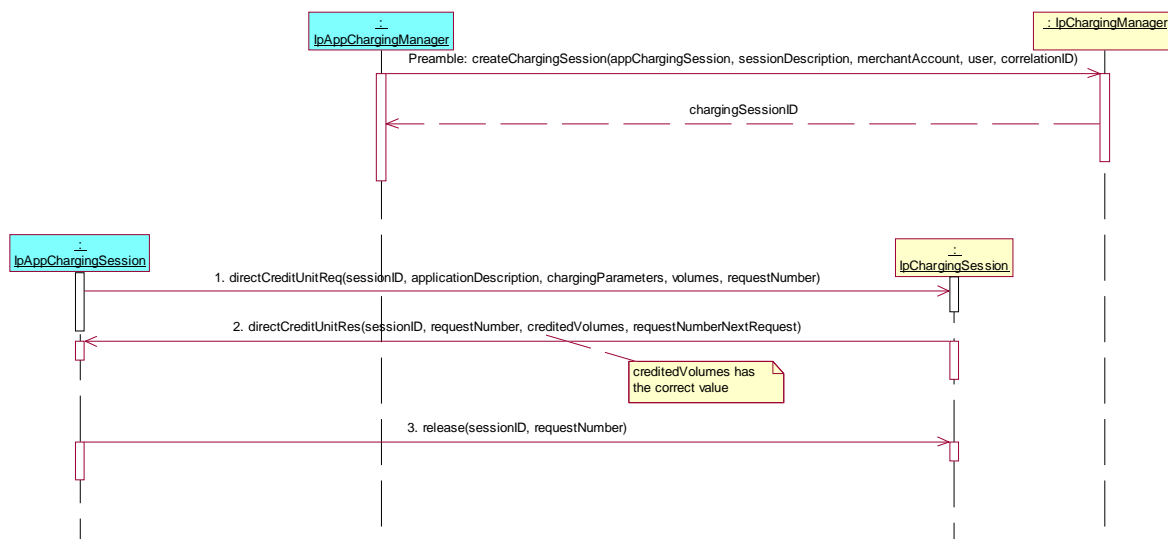 :
IpAppChargingManager
: IpChargingManager
Preamble: createChargingSession(appChargingSession, sessionDescription, merchantAccount, user, correlationID)
chargingSessionID
:
IpAppChargingSession
:
IpChargingSession
1. directCreditUnitReq(sessionID, applicationDescription, chargingParameters, volumes, requestNumber)
2. directCreditUnitRes(sessionID, requestNumber, creditedVolumes, requestNumberNextRequest)
creditedVolumes has
the correct value
3. release(sessionID, requestNumber)